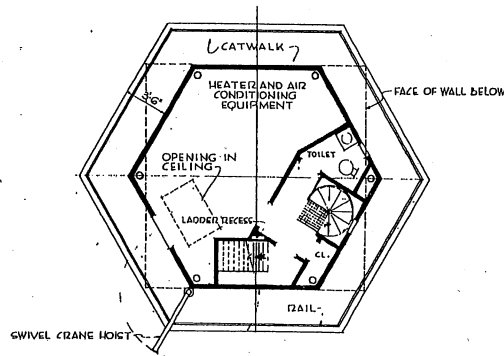 CATWALK
HEATER AND AIR
CONDITIONING
EQUIPMENT
FACE OF WALL BELOW
3'-6"
TOILET
OPENING IN
CEILING
LADDER RECESS
CL.
RAIL
SWIVEL CRANE HOIST